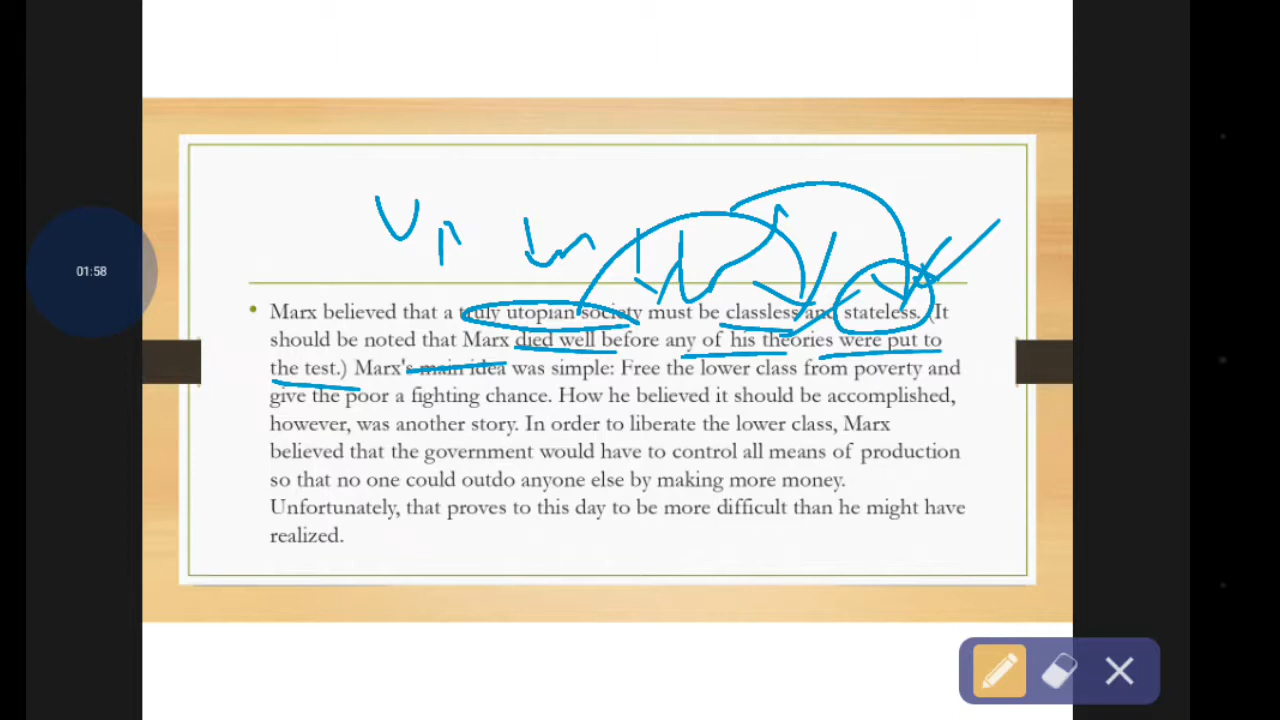 01:58
• Marx believed that a truly utopian society must be classless and stateless. (It
should be noted that Marx died well before any of his theories were put to
the test.) Marx's main idea was simple: Free the lower class from poverty and
give the poor a fighting chance. How he believed it should be accomplished,
however, was another story. In order to liberate the lower class, Marx
believed that the government would have to control all means of production
so that no one could outdo anyone else by making more money.
Unfortunately, that proves to this day to be more difficult than he might have
realized.